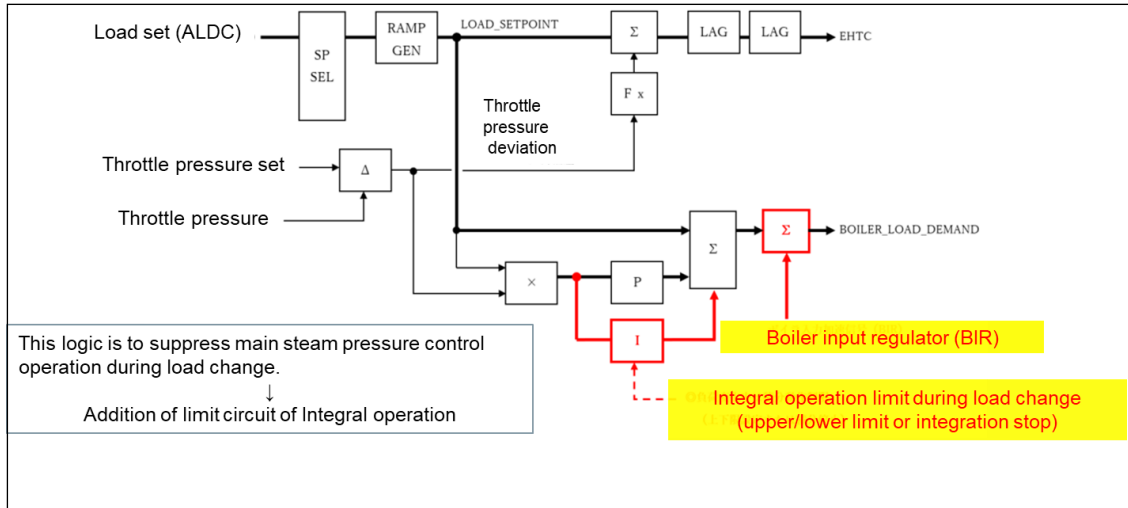 Load set (ALDC)
SP
SEL
RAMP
GEN
LOAD_SETPOINT
Σ
LAG
LAG
EHTC
F x
Throttle
pressure
deviation
Throttle pressure set
Δ
Throttle pressure
×
P
I
Σ
Σ
BOILER_LOAD_DEMAND
Boiler input regulator (BIR)
This logic is to suppress main steam pressure control
operation during load change.
↓
Addition of limit circuit of Integral operation
Integral operation limit during load change
(upper/lower limit or integration stop)